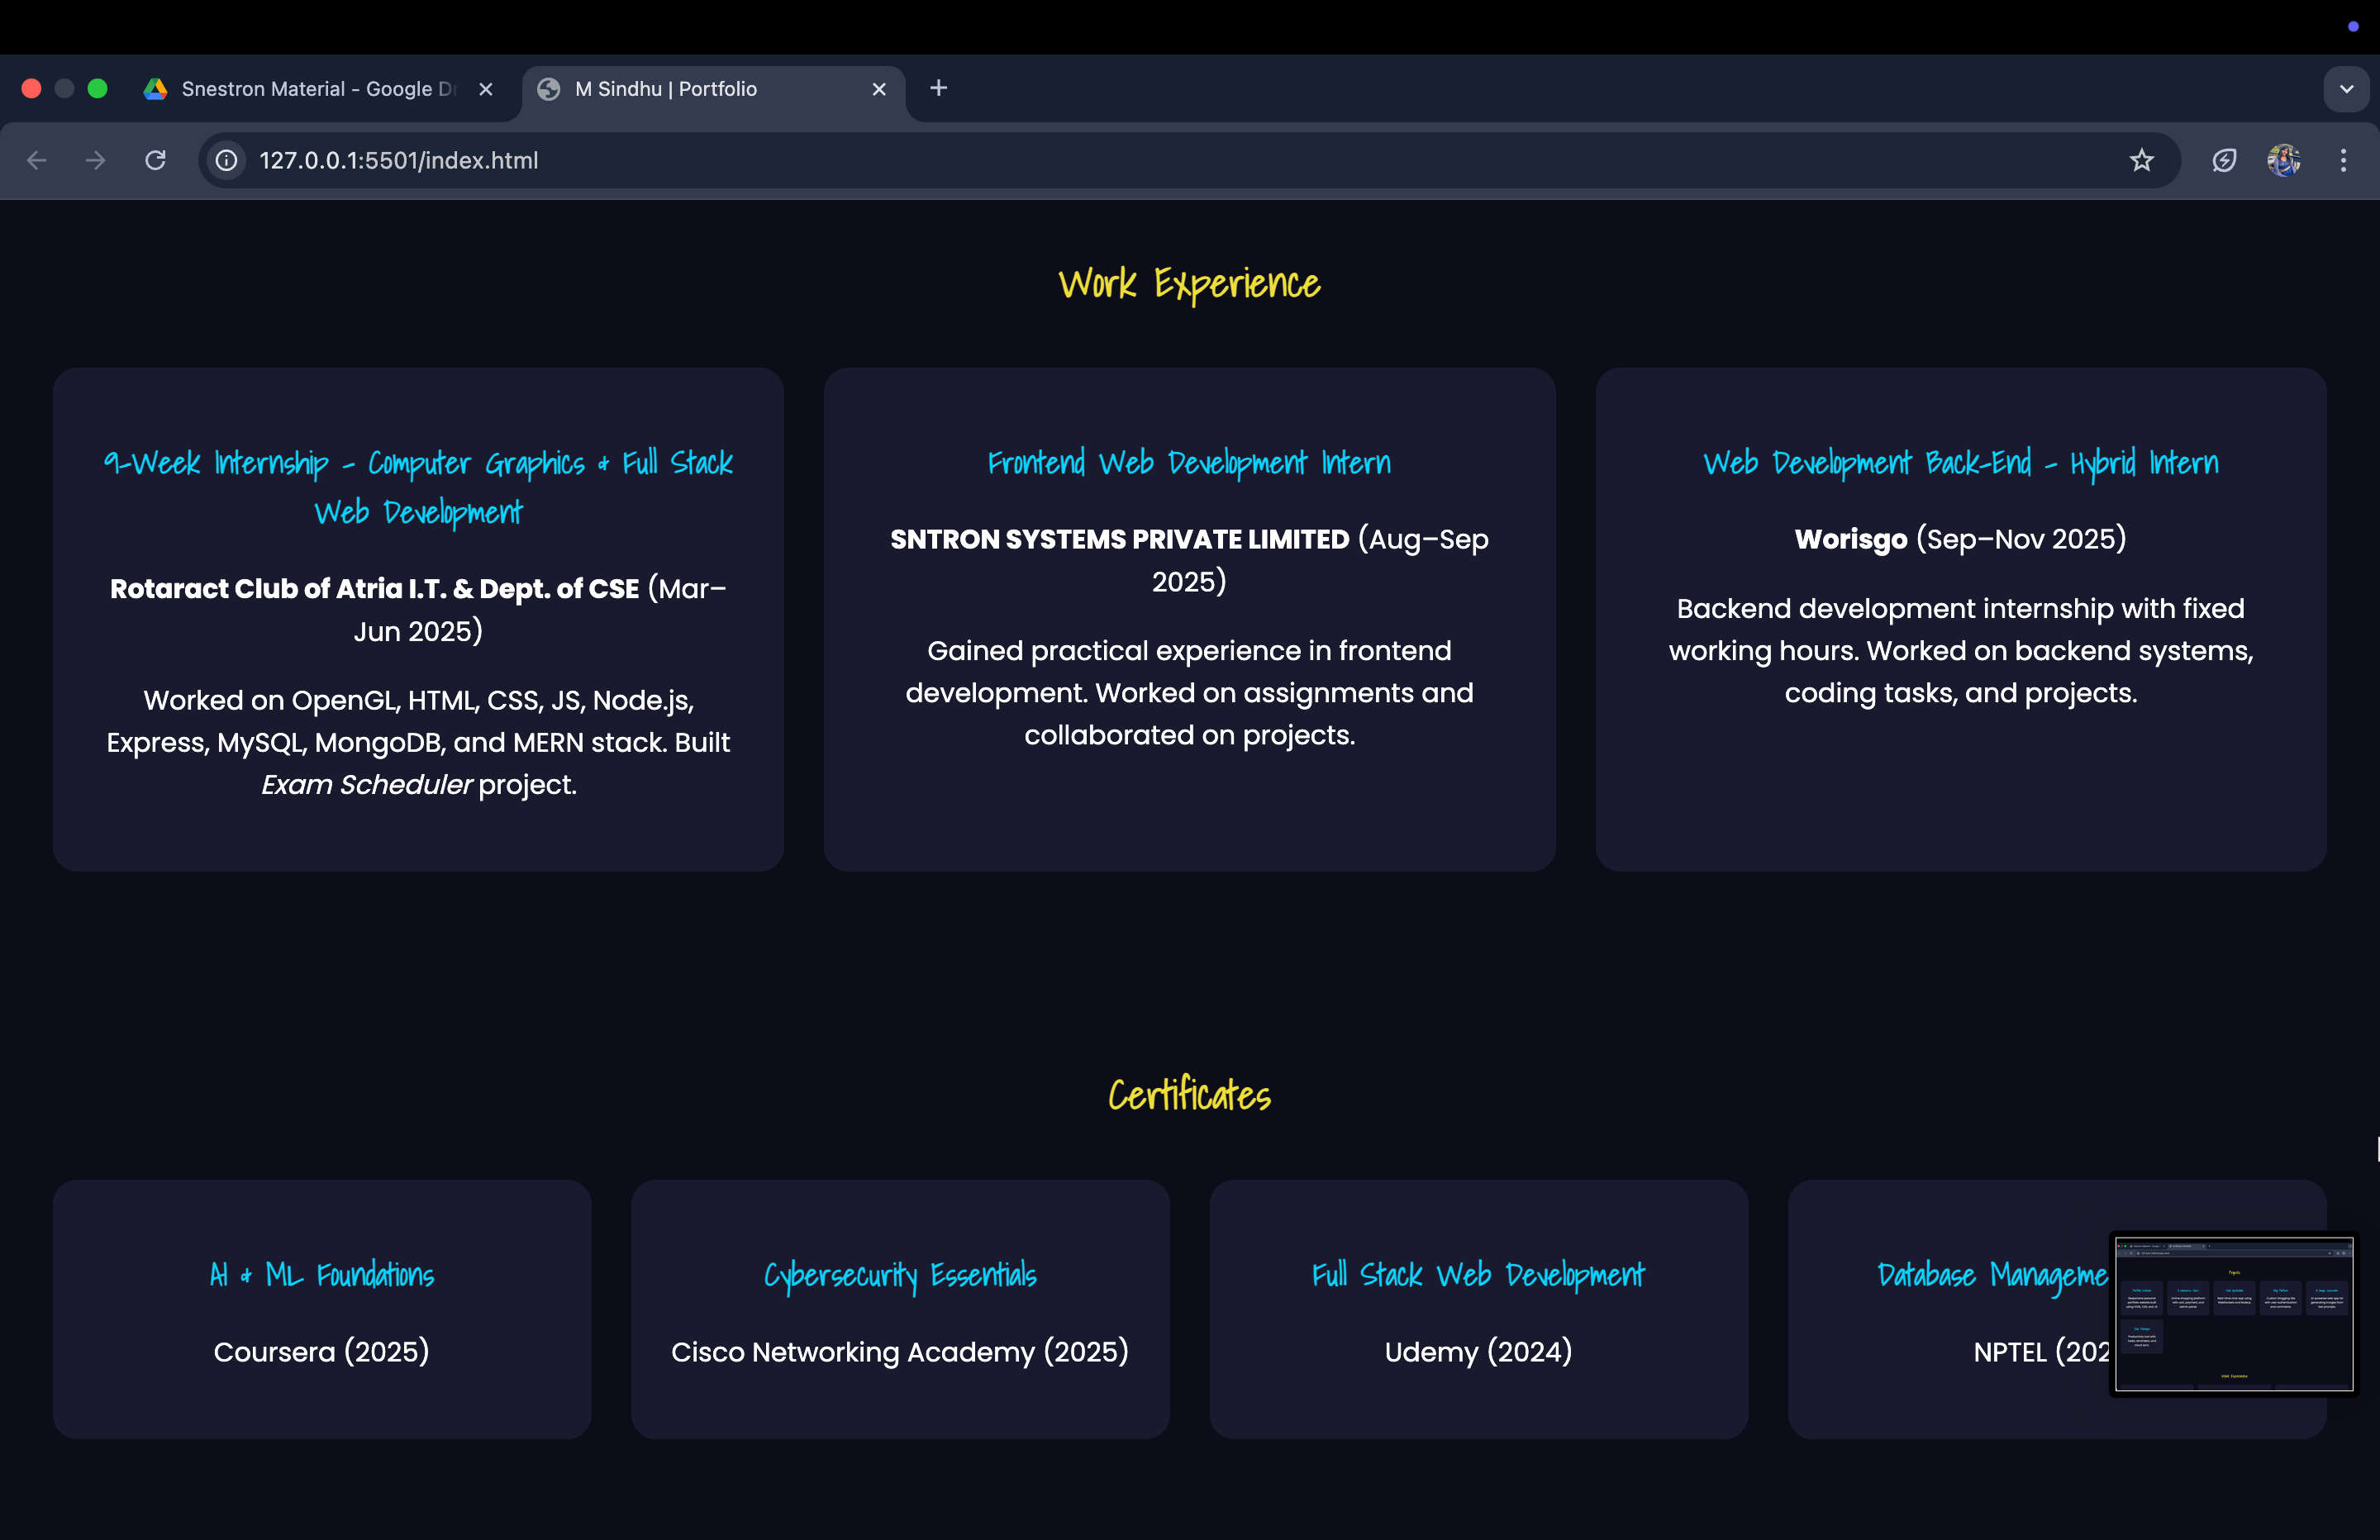 Snestron Material - Google Dr
M Sindhu | Portfolio
127.0.0.1:5501/index.html
Work Experience
9-Week Internship - Computer Graphics & Full Stack
Web Development
Rotaract Club of Atria I.T. & Dept. of CSE (Mar–
Jun 2025)
Worked on OpenGL, HTML, CSS, JS, Node.js,
Express, MySQL, MongoDB, and MERN stack. Built
Exam Scheduler project.
Frontend Web Development Intern
SNTRON SYSTEMS PRIVATE LIMITED (Aug–Sep
2025)
Gained practical experience in frontend
development. Worked on assignments and
collaborated on projects.
Web Development Back-End - Hybrid Intern
Worisgo (Sep–Nov 2025)
Backend development internship with fixed
working hours. Worked on backend systems,
coding tasks, and projects.
Certificates
AI & ML Foundations
Coursera (2025)
Cybersecurity Essentials
Cisco Networking Academy (2025)
Full Stack Web Development
Udemy (2024)
Database Manageme
NPTEL (202